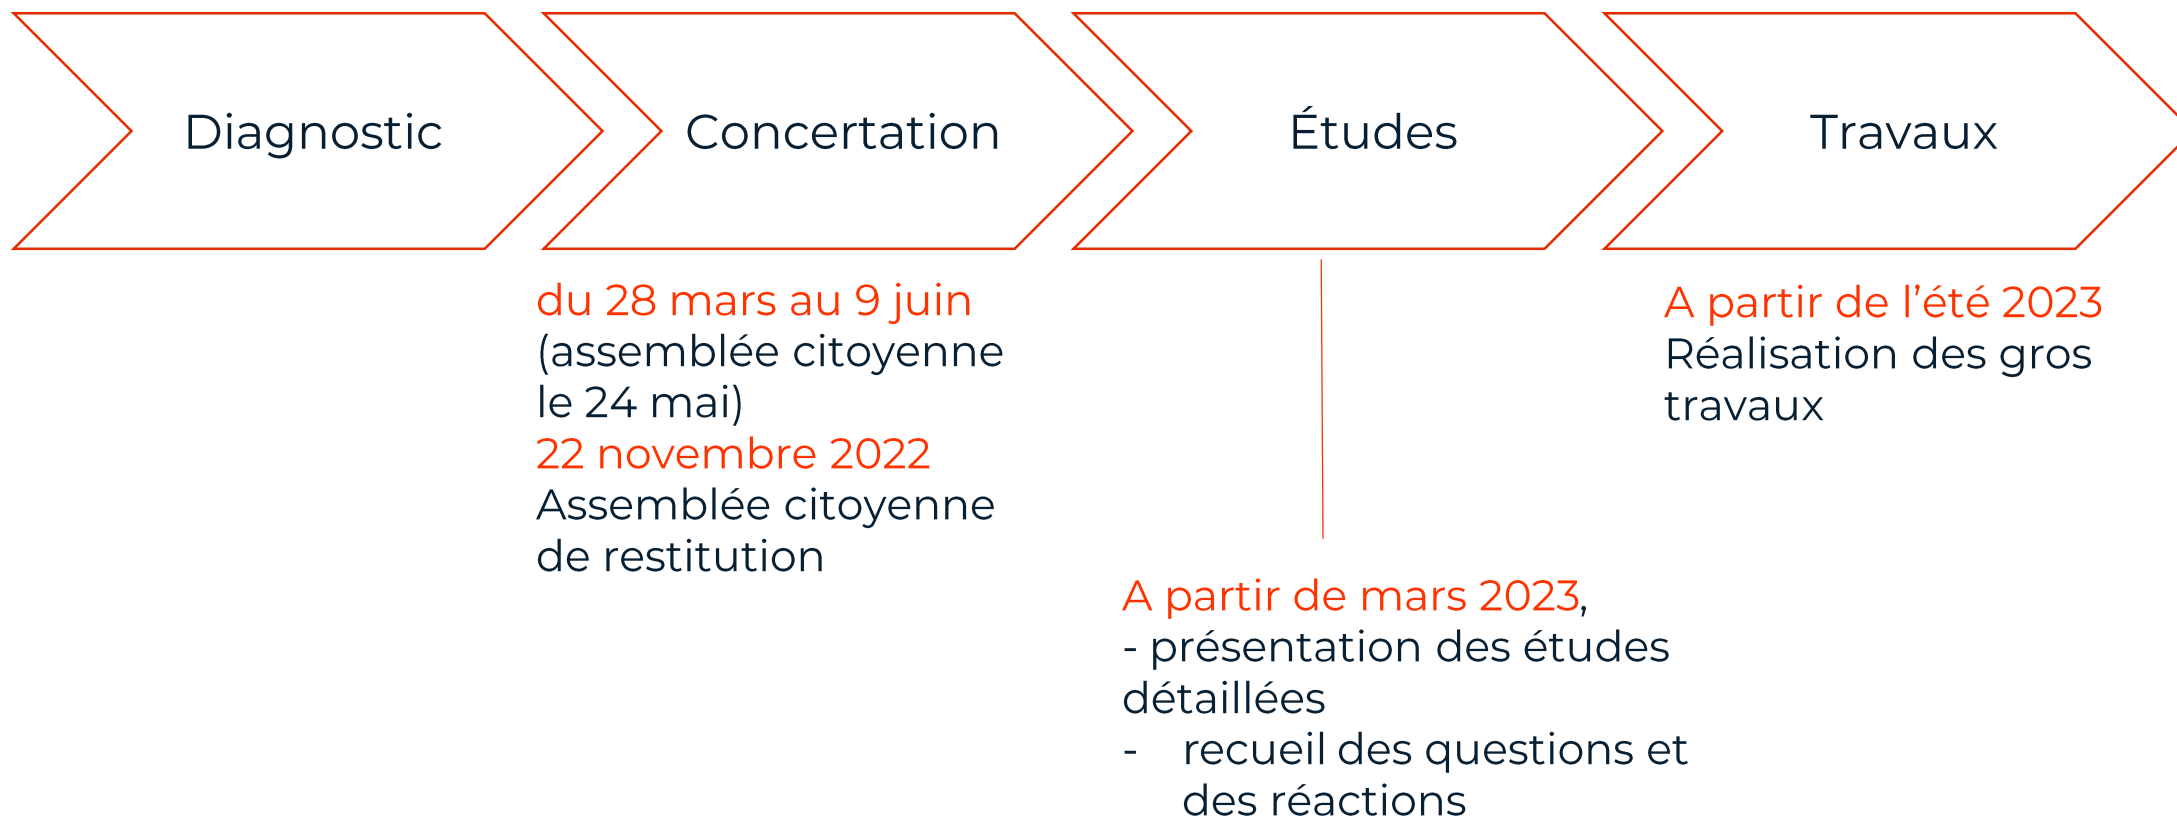 Diagnostic
Concertation
Études
Travaux
du 28 mars au 9 juin
(assemblée citoyenne
le 24 mai)
22 novembre 2022
Assemblée citoyenne
de restitution
A partir de mars 2023,
- présentation des études
détaillées
- recueil des questions et
des réactions
A partir de l’été 2023
Réalisation des gros
travaux